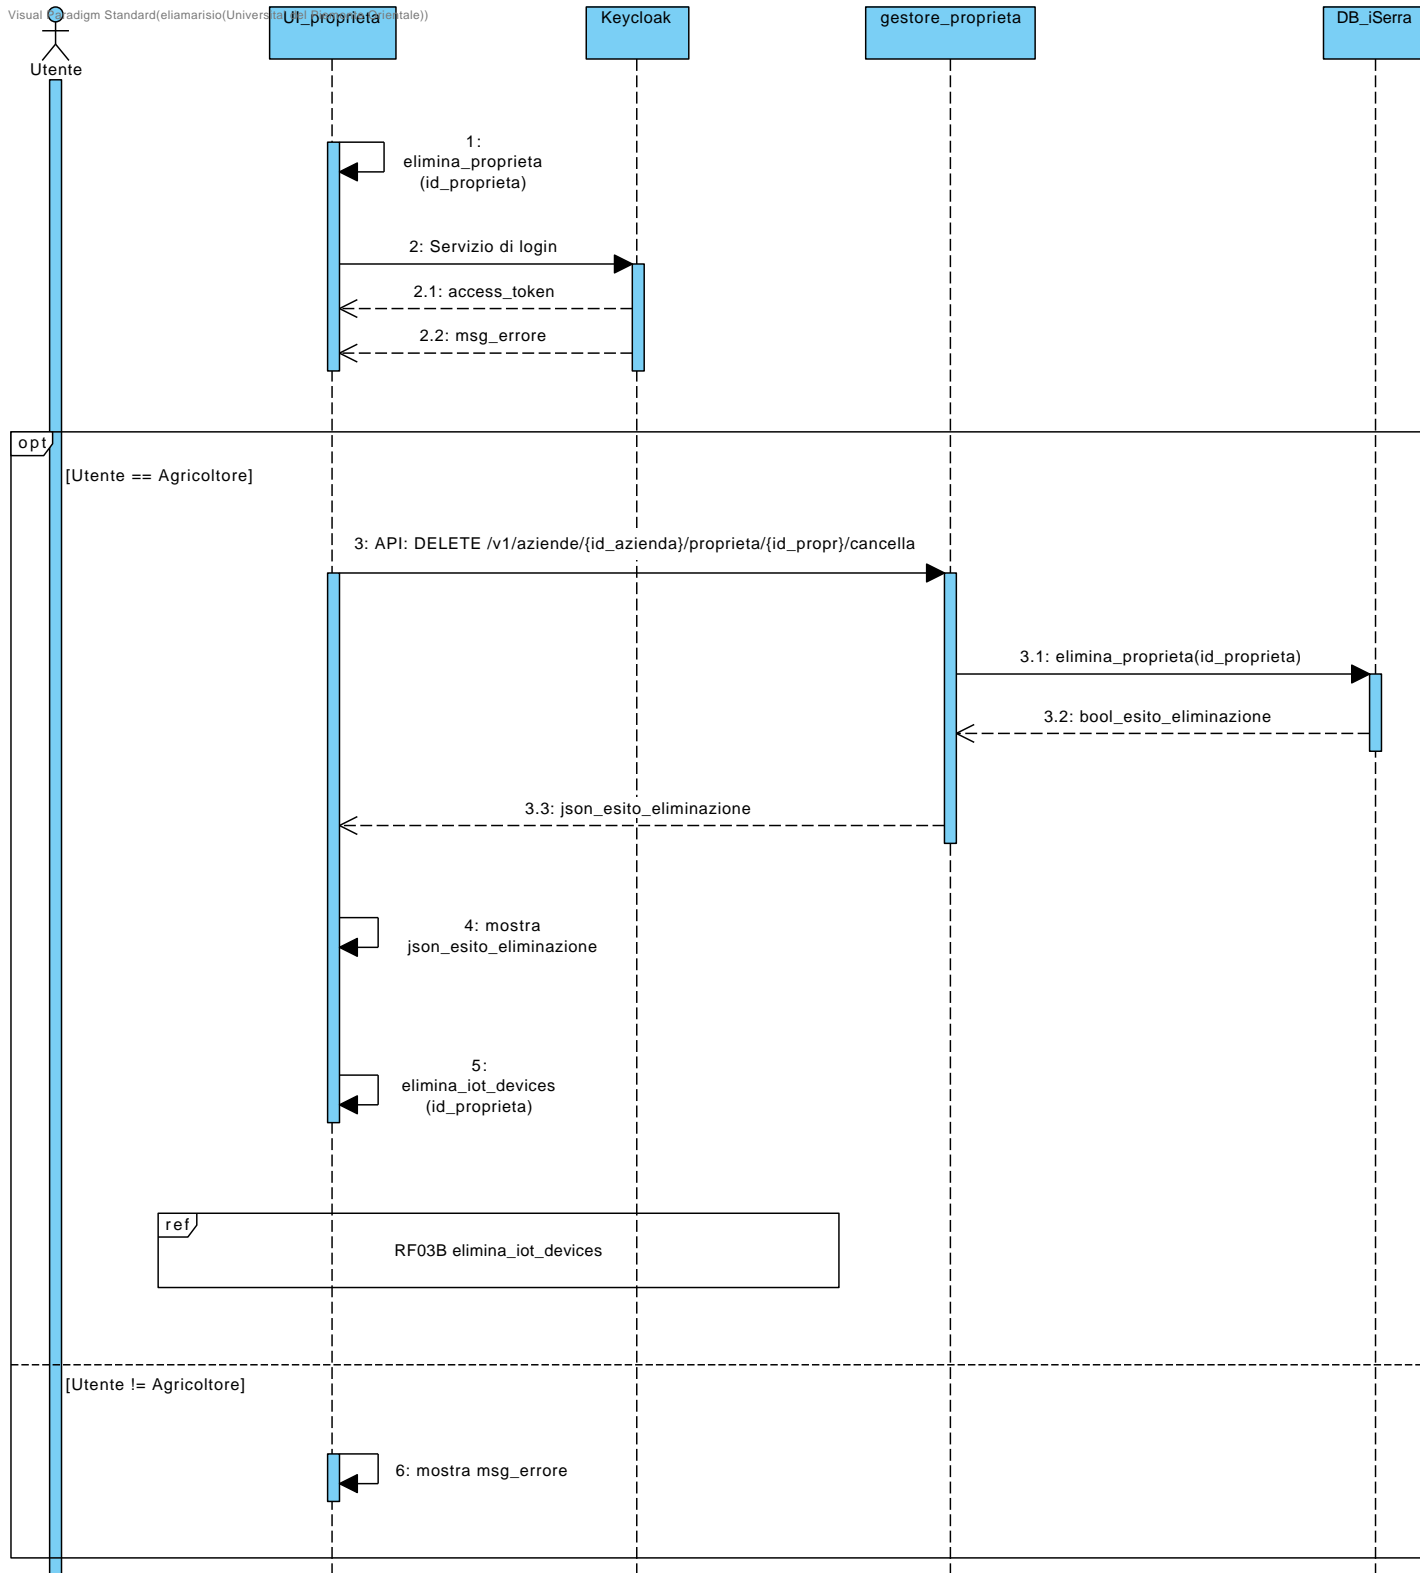 Visual Paradigm Standard(eliamarisio(Universita' del Piemonte Orientale))
Utente
UI_proprieta
Keycloak
gestore_proprieta
DB_iSerra
1:
elimina_proprieta
(id_proprieta)
2: Servizio di login
2.1: access_token
2.2: msg_errore
opt
[Utente == Agricoltore]
3: API: DELETE /v1/aziende/{id_azienda}/proprieta/{id_propr}/cancella
3.1: elimina_proprieta(id_proprieta)
3.2: bool_esito_eliminazione
3.3: json_esito_eliminazione
4: mostra
json_esito_eliminazione
5:
elimina_iot_devices
(id_proprieta)
ref
RF03B elimina_iot_devices
[Utente != Agricoltore]
6: mostra msg_errore